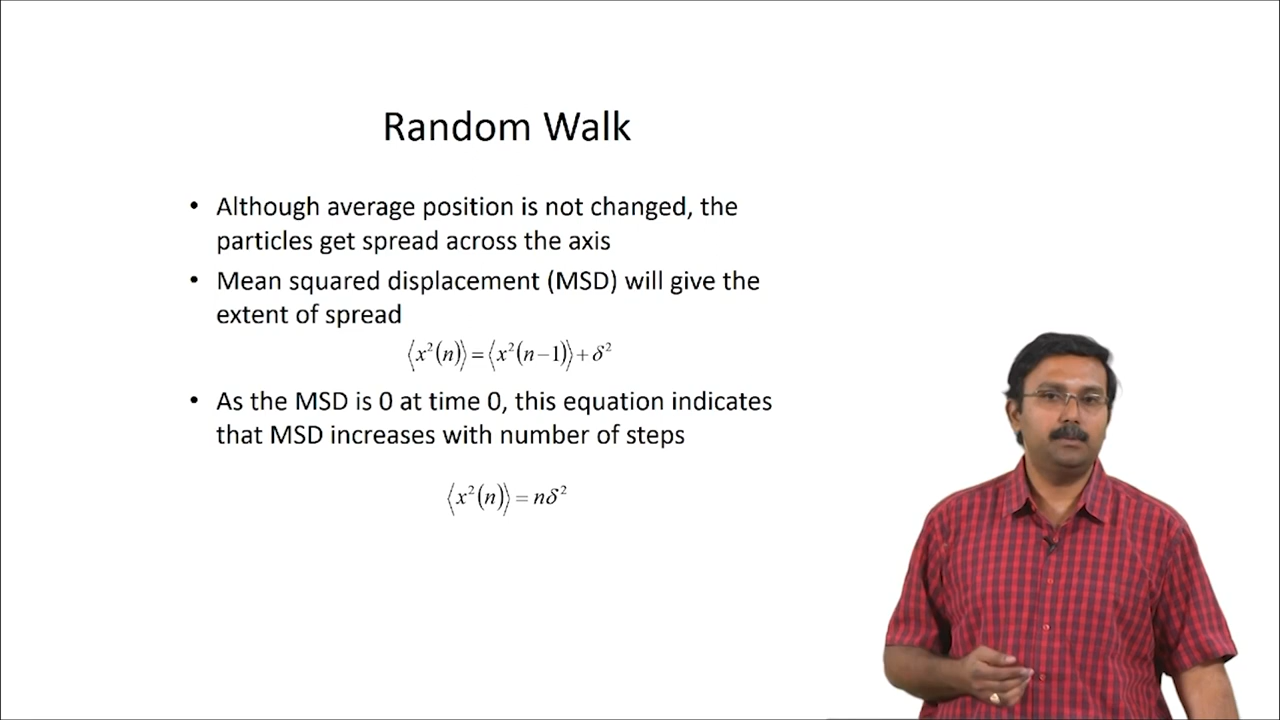 Random Walk
• Although average position is not changed, the
particles get spread across the axis
• Mean squared displacement (MSD) will give the
extent of spread
⟨x²(n)⟩ = ⟨x²(n−1)⟩ + δ²
• As the MSD is 0 at time 0, this equation indicates
that MSD increases with number of steps
⟨x²(n)⟩ = nδ²